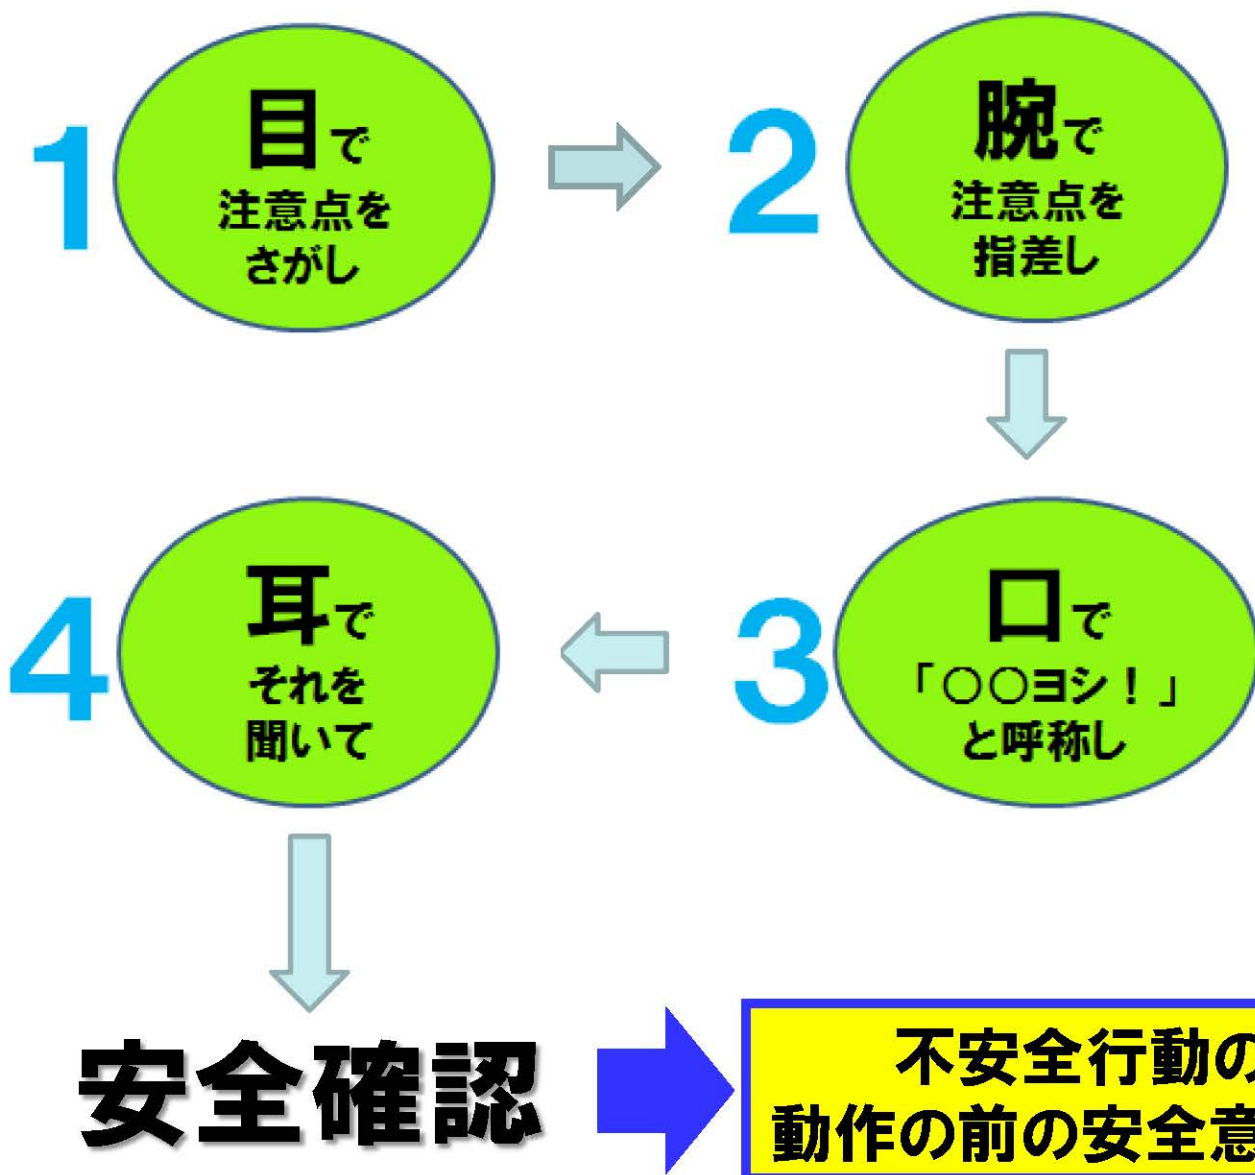 1
目で
注意点を
さがし
2
腕で
注意点を
指差し
3
口で
「○○ヨシ！」
と呼称し
4
耳で
それを
聞いて
安全確認
不安全行動の
動作の前の安全意